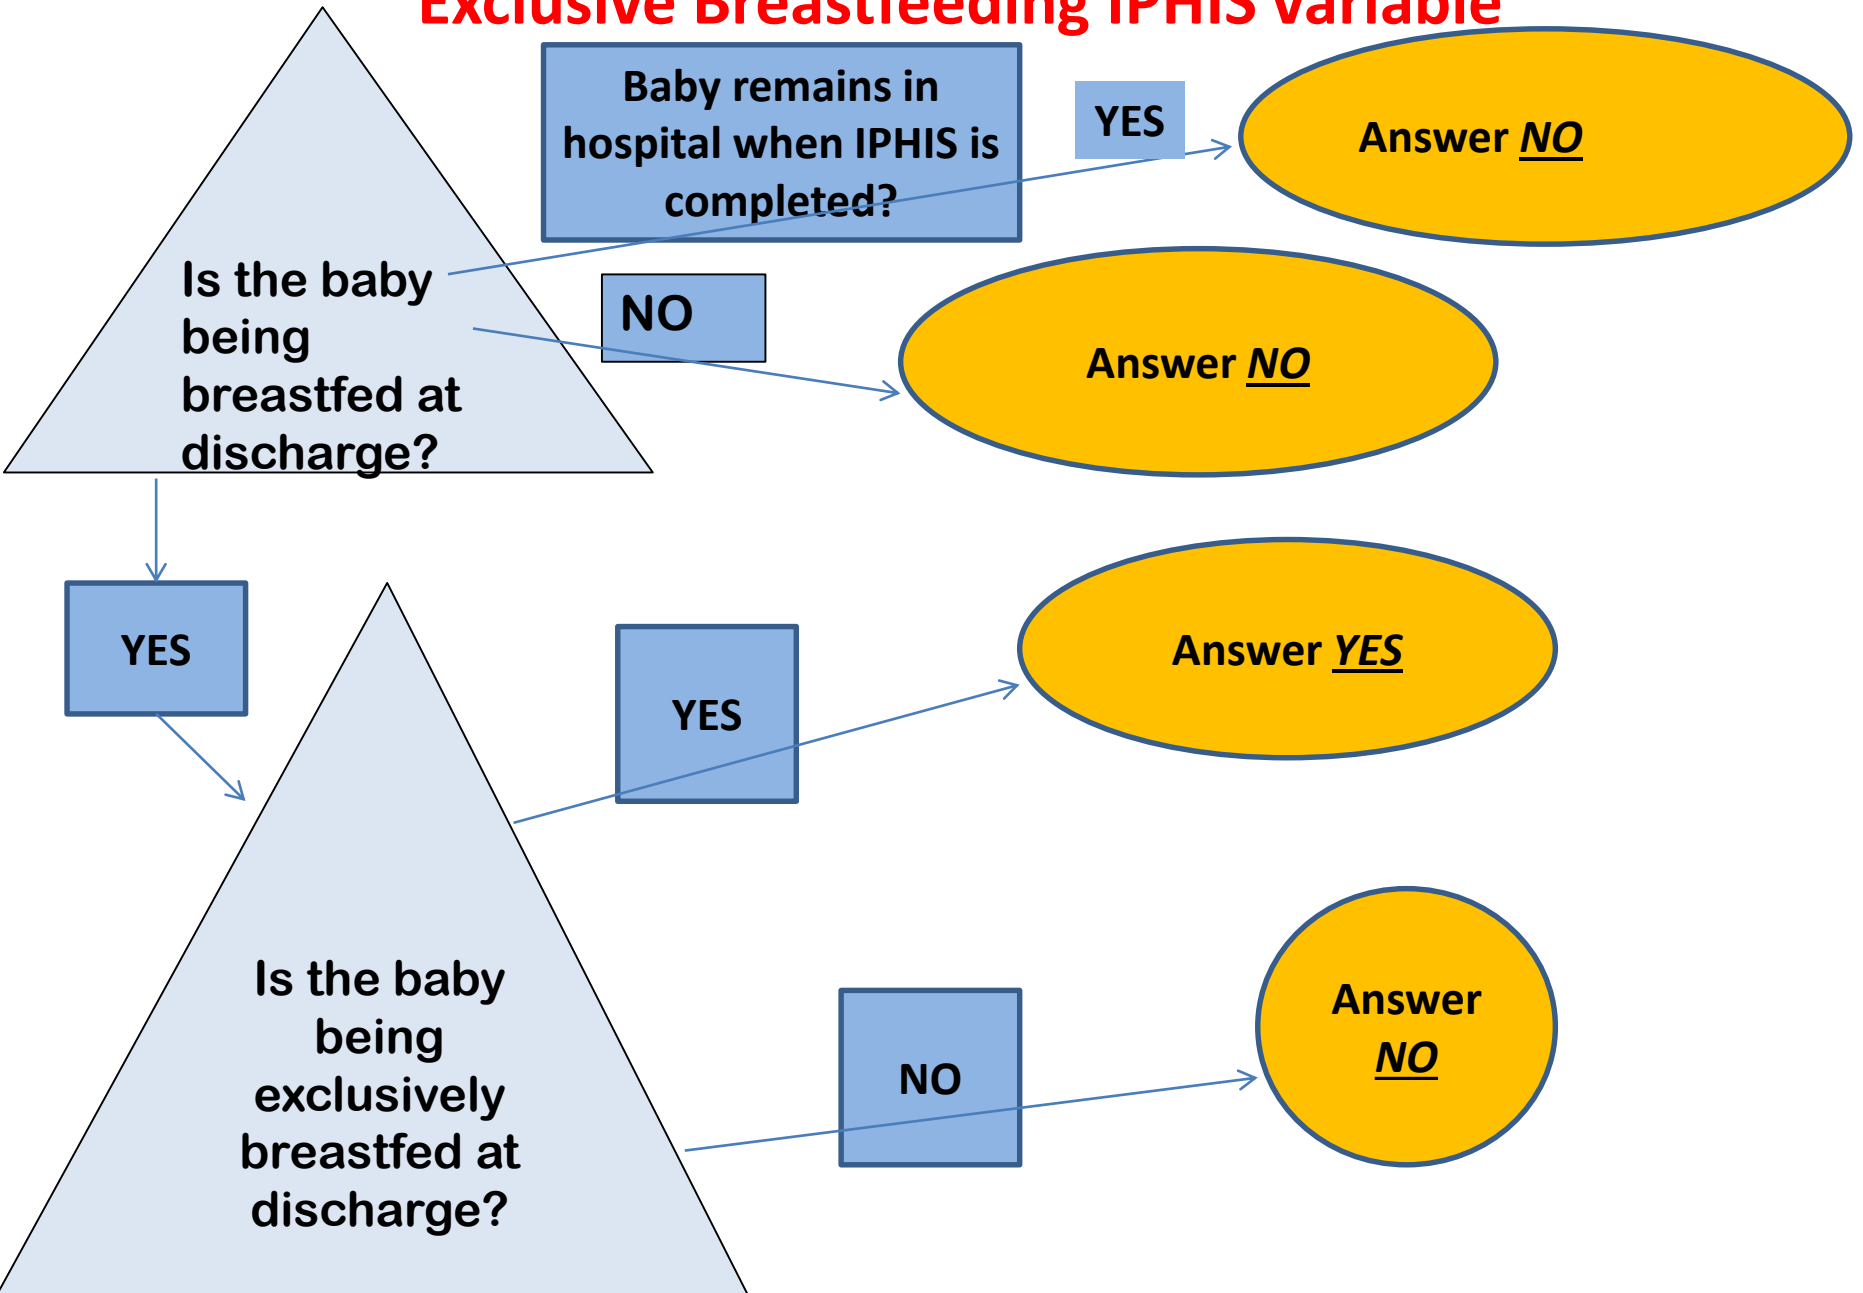 Exclusive Breastfeeding IPHIS variable
Baby remains in
hospital when IPHIS is
completed?
YES
Answer NO
Is the baby
being
breastfed at
discharge?
NO
Answer NO
YES
YES
Answer YES
Is the baby
being
exclusively
breastfed at
discharge?
NO
Answer
NO